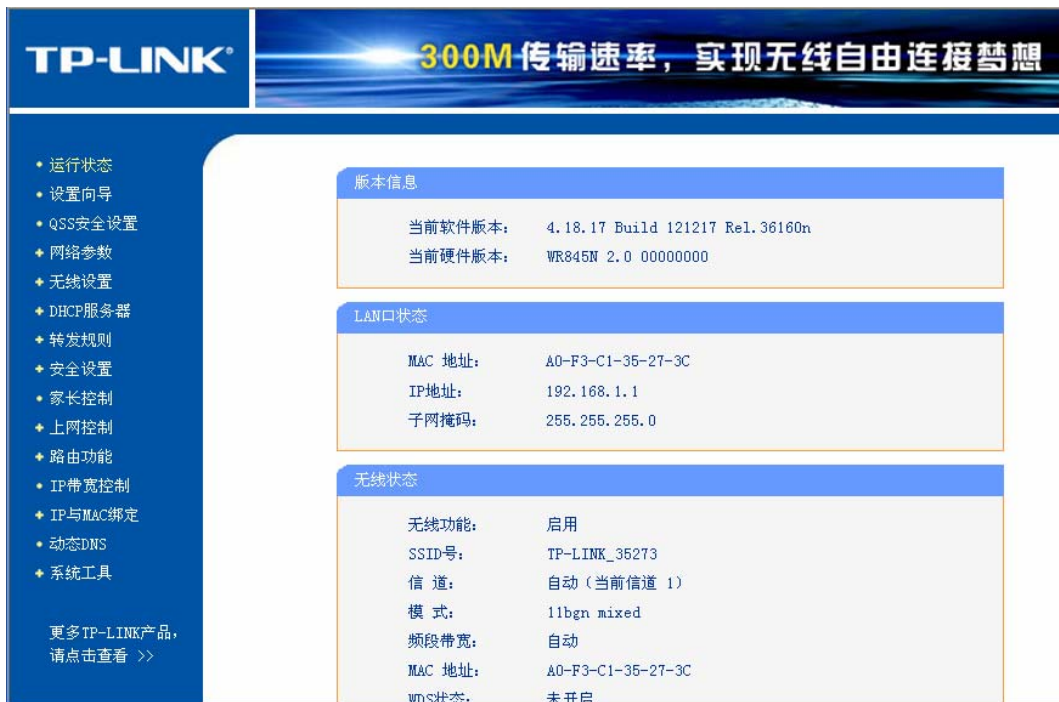 TP-LINK®
300M传输速率，实现无线自由连接梦想
运行状态
设置向导
QSS安全设置
网络参数
无线设置
DHCP服务器
转发规则
安全设置
家长控制
上网控制
路由功能
IP带宽控制
IP与MAC绑定
动态DNS
系统工具
更多TP-LINK产品，
请点击查看 >>
版本信息
当前软件版本： 4.18.17 Build 121217 Rel.36160n
当前硬件版本： WR845N 2.0 00000000
LAN口状态
MAC 地址： A0-F3-C1-35-27-3C
IP地址： 192.168.1.1
子网掩码： 255.255.255.0
无线状态
无线功能： 启用
SSID号： TP-LINK_35273
信 道： 自动（当前信道 1）
模 式： 11bgn mixed
频段带宽： 自动
MAC 地址： A0-F3-C1-35-27-3C
WDS状态： 未开启